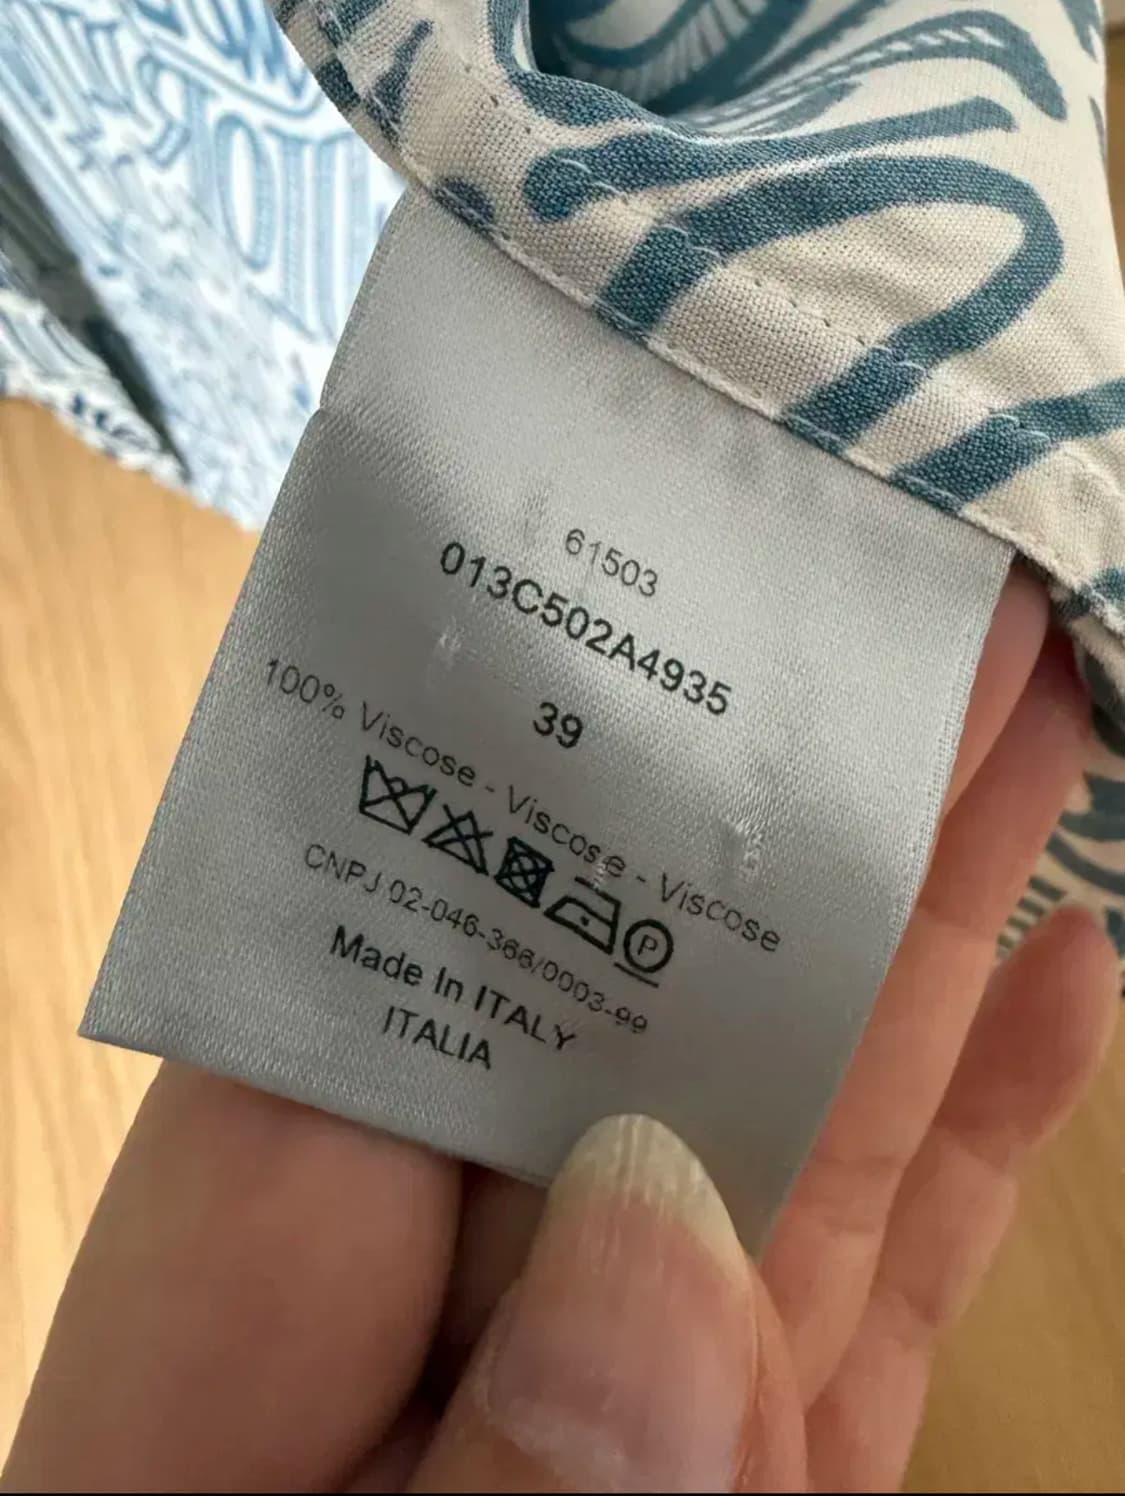 61503
013C502A4935
39
100% Viscose - Viscose - Viscose
P
CNPJ 02-046-366/0003-99
Made In ITALY
ITALIA